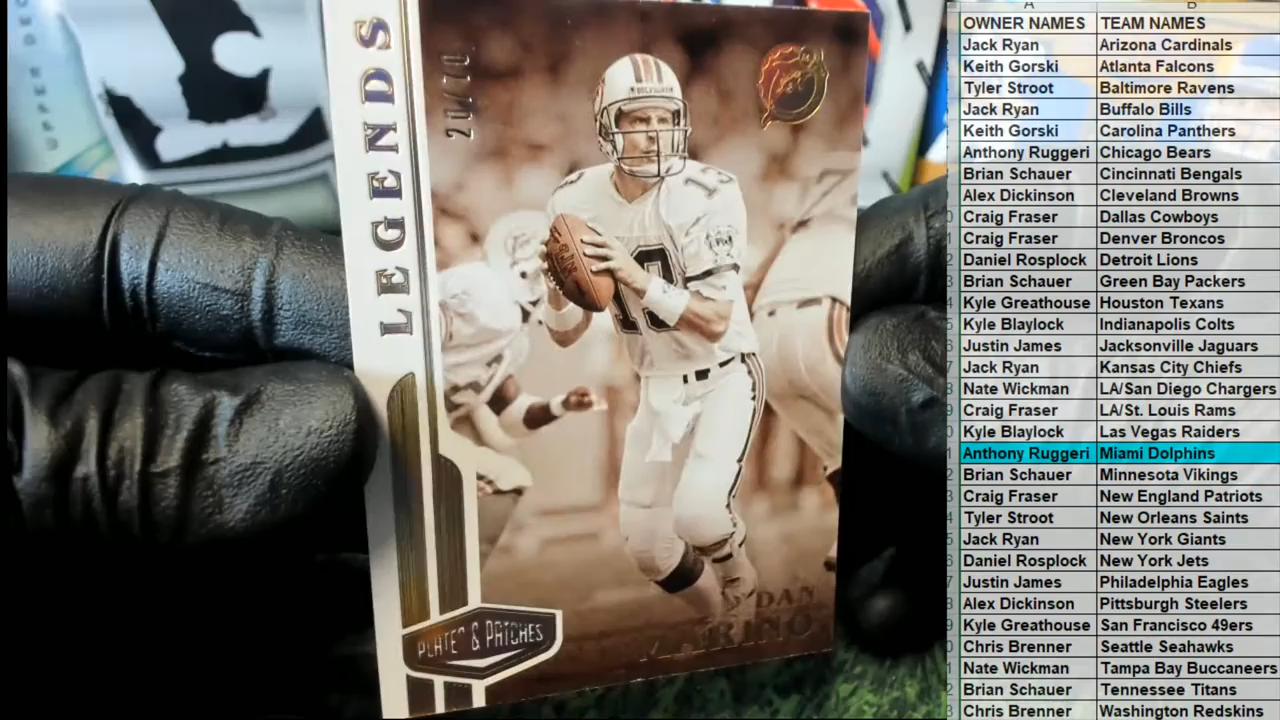 LEGENDS
20/70
DOLPHINS
13
13
PLATES & PATCHES
DAN
MARINO
A B
OWNER NAMES TEAM NAMES
Jack Ryan Arizona Cardinals
Keith Gorski Atlanta Falcons
Tyler Stroot Baltimore Ravens
Jack Ryan Buffalo Bills
Keith Gorski Carolina Panthers
Anthony Ruggeri Chicago Bears
Brian Schauer Cincinnati Bengals
Alex Dickinson Cleveland Browns
Craig Fraser Dallas Cowboys
Craig Fraser Denver Broncos
Daniel Rosplock Detroit Lions
Brian Schauer Green Bay Packers
Kyle Greathouse Houston Texans
Kyle Blaylock Indianapolis Colts
Justin James Jacksonville Jaguars
Jack Ryan Kansas City Chiefs
Nate Wickman LA/San Diego Chargers
Craig Fraser LA/St. Louis Rams
Kyle Blaylock Las Vegas Raiders
Anthony Ruggeri Miami Dolphins
Brian Schauer Minnesota Vikings
Craig Fraser New England Patriots
Tyler Stroot New Orleans Saints
Jack Ryan New York Giants
Daniel Rosplock New York Jets
Justin James Philadelphia Eagles
Alex Dickinson Pittsburgh Steelers
Kyle Greathouse San Francisco 49ers
Chris Brenner Seattle Seahawks
Nate Wickman Tampa Bay Buccaneers
Brian Schauer Tennessee Titans
Chris Brenner Washington Redskins